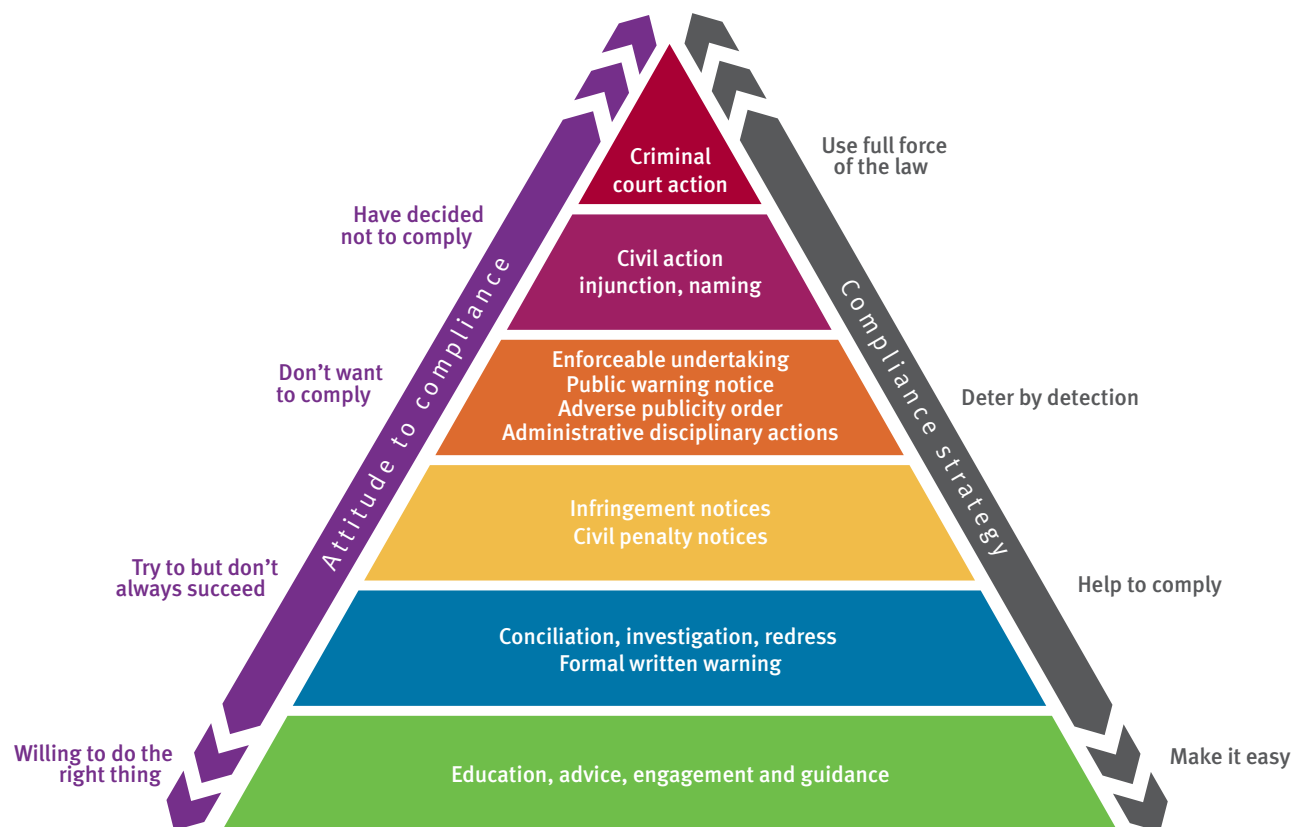 Criminal
court action
Civil action
injunction, naming
Enforceable undertaking
Public warning notice
Adverse publicity order
Administrative disciplinary actions
Infringement notices
Civil penalty notices
Conciliation, investigation, redress
Formal written warning
Education, advice, engagement and guidance
Attitude to compliance
Have decided
not to comply
Don’t want
to comply
Try to but don’t
always succeed
Willing to do the
right thing
Compliance strategy
Use full force
of the law
Deter by detection
Help to comply
Make it easy